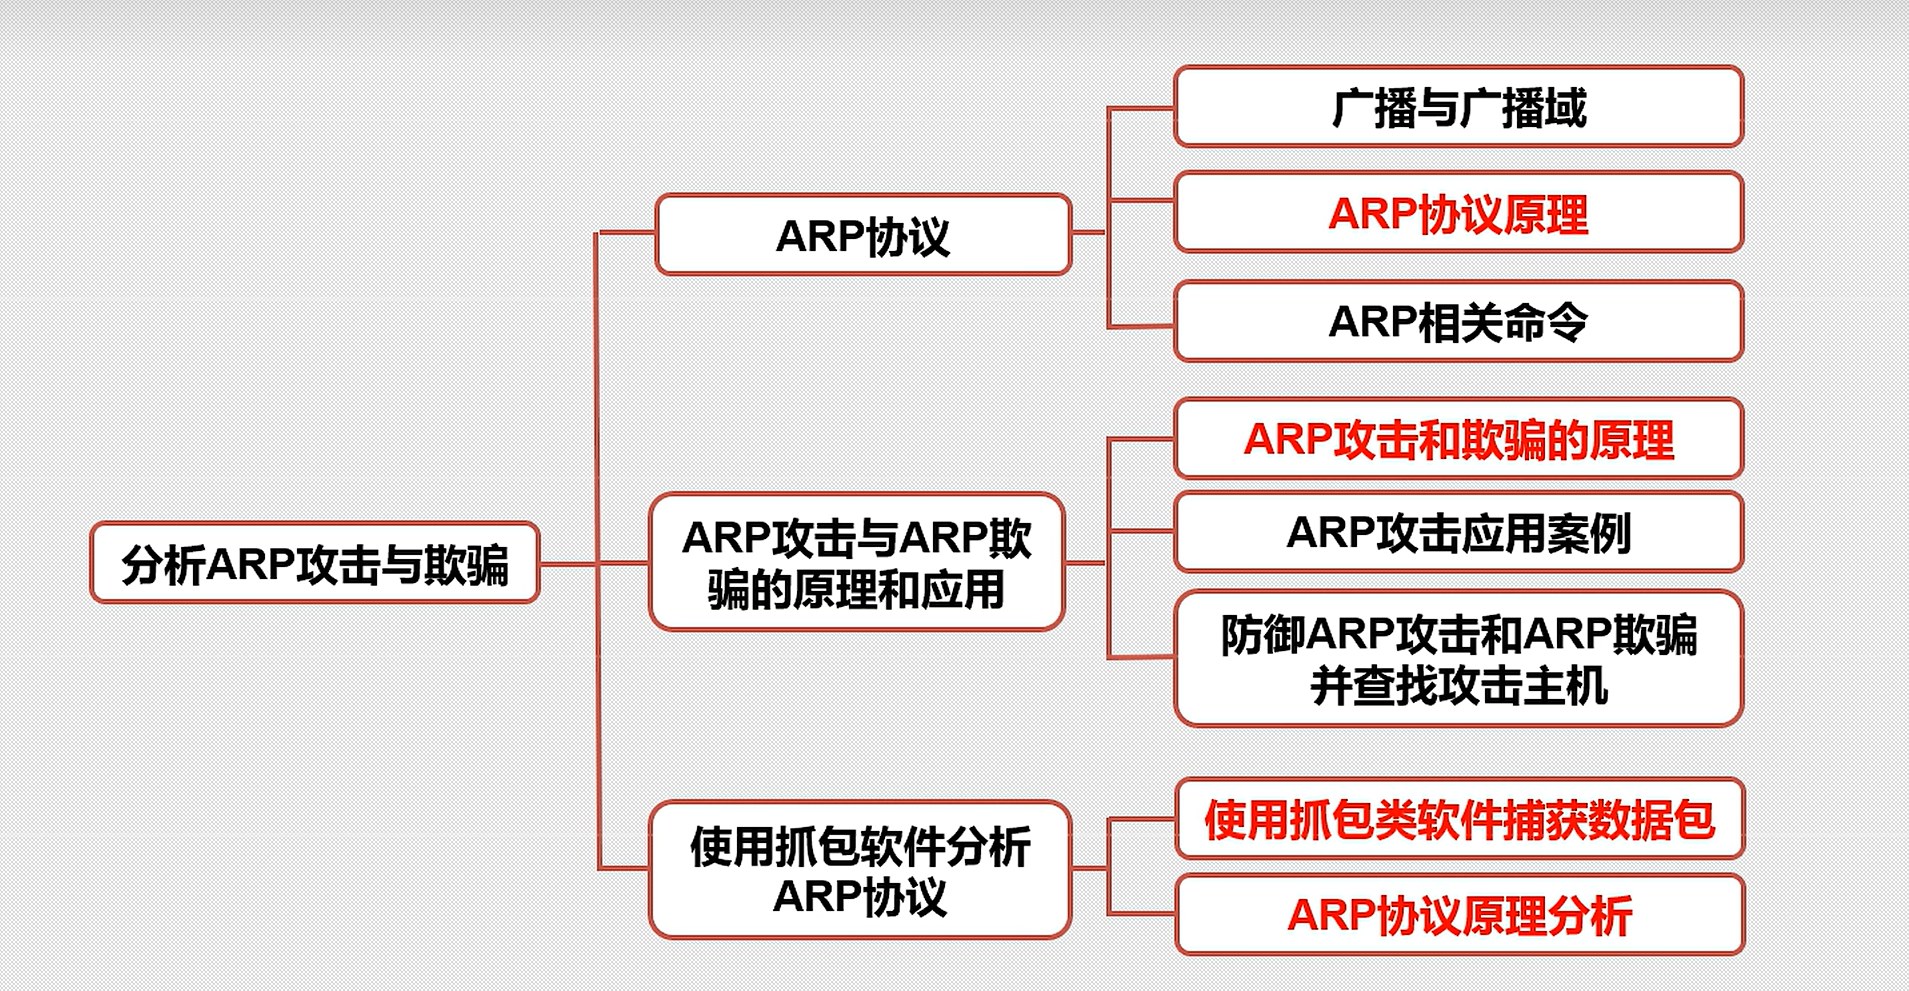 分析ARP攻击与欺骗
ARP协议
广播与广播域
ARP协议原理
ARP相关命令
ARP攻击与ARP欺
骗的原理和应用
ARP攻击和欺骗的原理
ARP攻击应用案例
防御ARP攻击和ARP欺骗
并查找攻击主机
使用抓包软件分析
ARP协议
使用抓包类软件捕获数据包
ARP协议原理分析